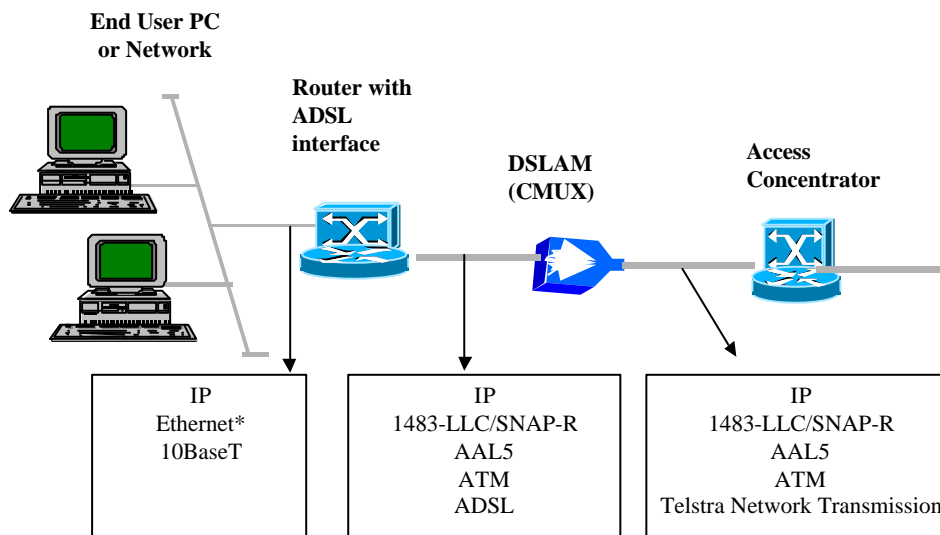 End User PC
or Network
Router with
ADSL
interface
DSLAM
(CMUX)
Access
Concentrator
IP
Ethernet*
10BaseT
IP
1483-LLC/SNAP-R
AAL5
ATM
ADSL
IP
1483-LLC/SNAP-R
AAL5
ATM
Telstra Network Transmission